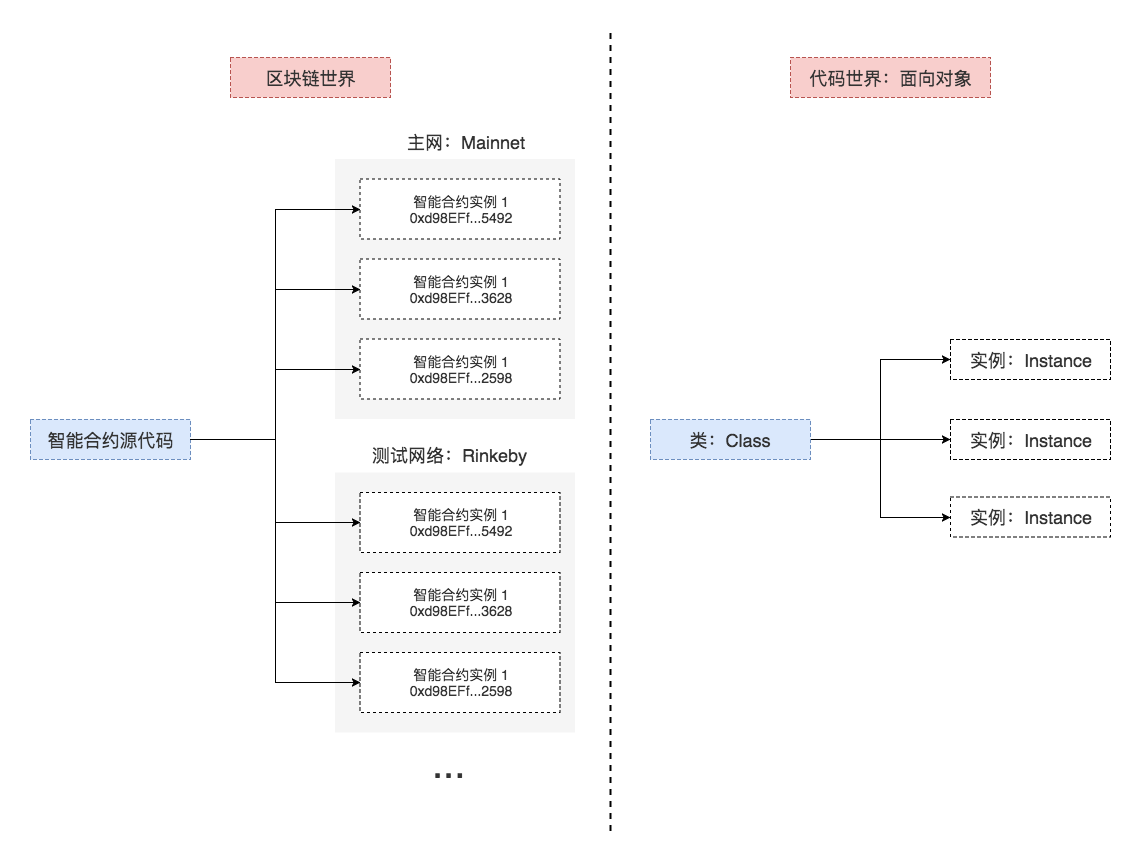 区块链世界
主网：Mainnet
智能合约实例 1
0xd98EFf...5492
智能合约实例 1
0xd98EFf...3628
智能合约实例 1
0xd98EFf...2598
智能合约源代码
测试网络：Rinkeby
智能合约实例 1
0xd98EFf...5492
智能合约实例 1
0xd98EFf...3628
智能合约实例 1
0xd98EFf...2598
...
代码世界：面向对象
类：Class
实例：Instance
实例：Instance
实例：Instance